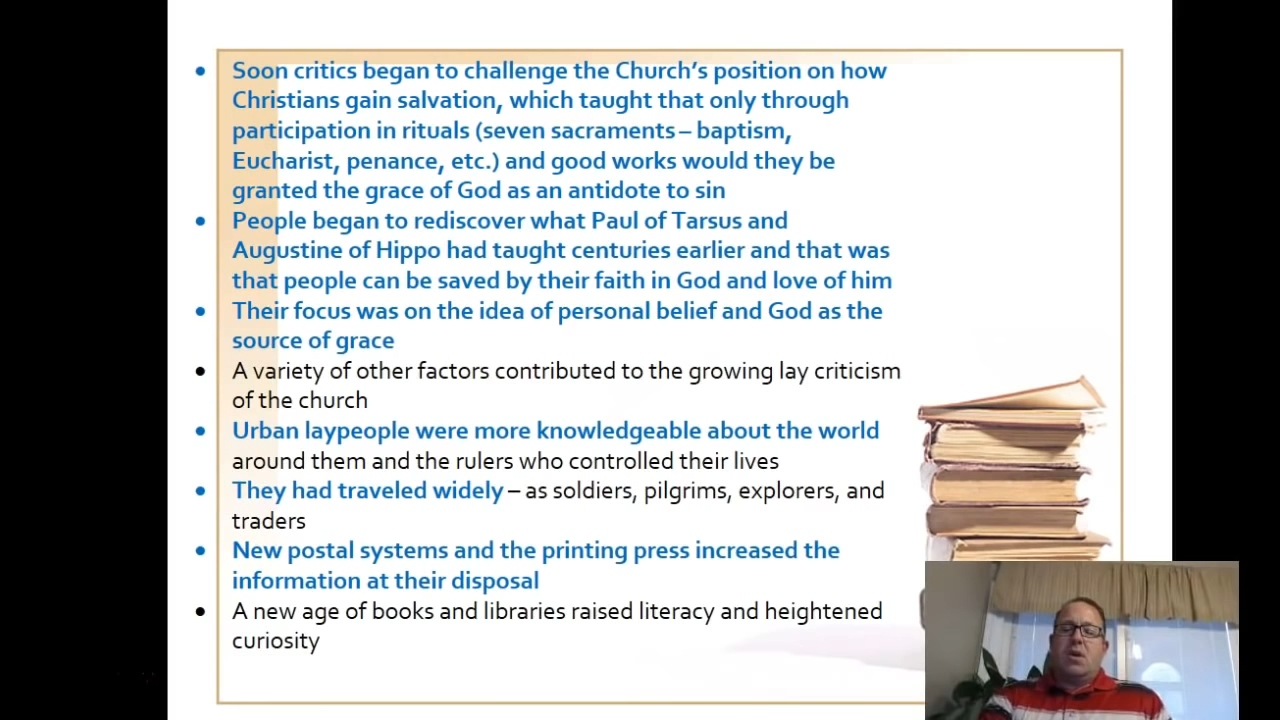 • Soon critics began to challenge the Church's position on how
Christians gain salvation, which taught that only through
participation in rituals (seven sacraments – baptism,
Eucharist, penance, etc.) and good works would they be
granted the grace of God as an antidote to sin
• People began to rediscover what Paul of Tarsus and
Augustine of Hippo had taught centuries earlier and that was
that people can be saved by their faith in God and love of him
• Their focus was on the idea of personal belief and God as the
source of grace
• A variety of other factors contributed to the growing lay criticism
of the church
• Urban laypeople were more knowledgeable about the world
around them and the rulers who controlled their lives
• They had traveled widely – as soldiers, pilgrims, explorers, and
traders
• New postal systems and the printing press increased the
information at their disposal
• A new age of books and libraries raised literacy and heightened
curiosity